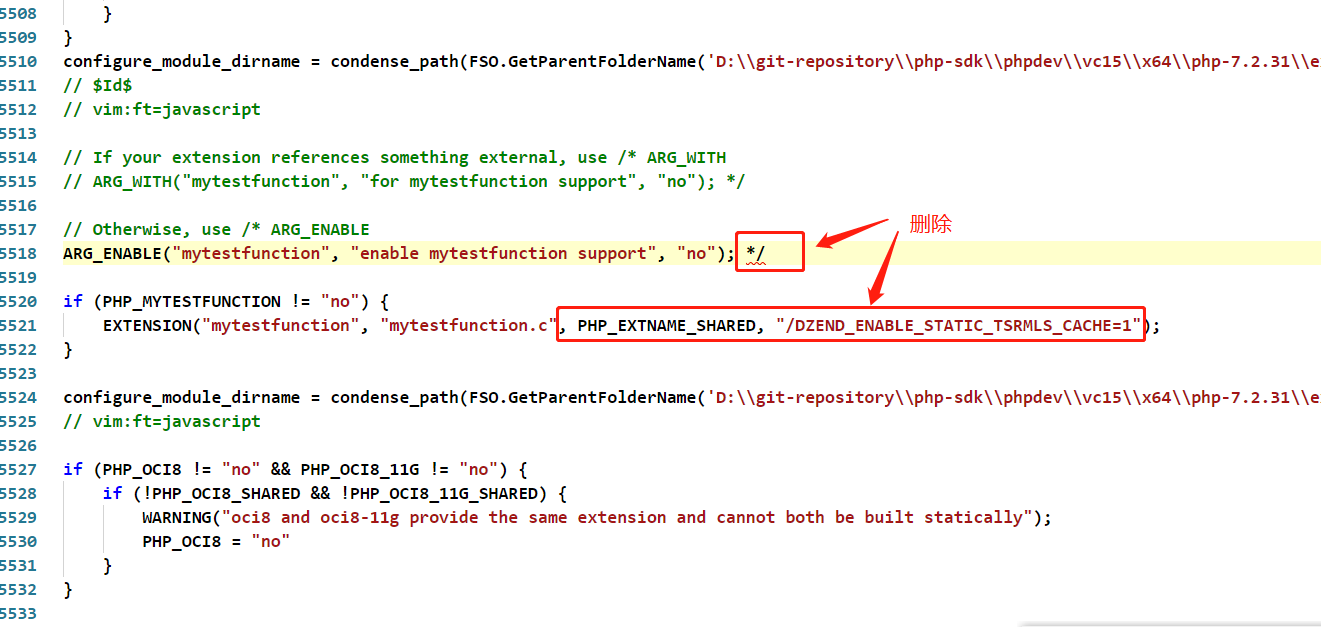 5508 }
5509 }
5510 configure_module_dirname = condense_path(FSO.GetParentFolderName('D:\\git-repository\\php-sdk\\phpdev\\vc15\\x64\\php-7.2.31\\e
5511 // $Id$
5512 // vim:ft=javascript
5513
5514 // If your extension references something external, use /* ARG_WITH
5515 // ARG_WITH("mytestfunction", "for mytestfunction support", "no"); */
5516
5517 // Otherwise, use /* ARG_ENABLE
删除
5518 ARG_ENABLE("mytestfunction", "enable mytestfunction support", "no"); */
5519
5520 if (PHP_MYTESTFUNCTION != "no") {
5521 EXTENSION("mytestfunction", "mytestfunction.c", PHP_EXTNAME_SHARED, "/DZEND_ENABLE_STATIC_TSRMLS_CACHE=1");
5522 }
5523
5524 configure_module_dirname = condense_path(FSO.GetParentFolderName('D:\\git-repository\\php-sdk\\phpdev\\vc15\\x64\\php-7.2.31\\e
5525 // vim:ft=javascript
5526
5527 if (PHP_OCI8 != "no" && PHP_OCI8_11G != "no") {
5528 if (!PHP_OCI8_SHARED && !PHP_OCI8_11G_SHARED) {
5529 WARNING("oci8 and oci8-11g provide the same extension and cannot both be built statically");
5530 PHP_OCI8 = "no"
5531 }
5532 }
5533